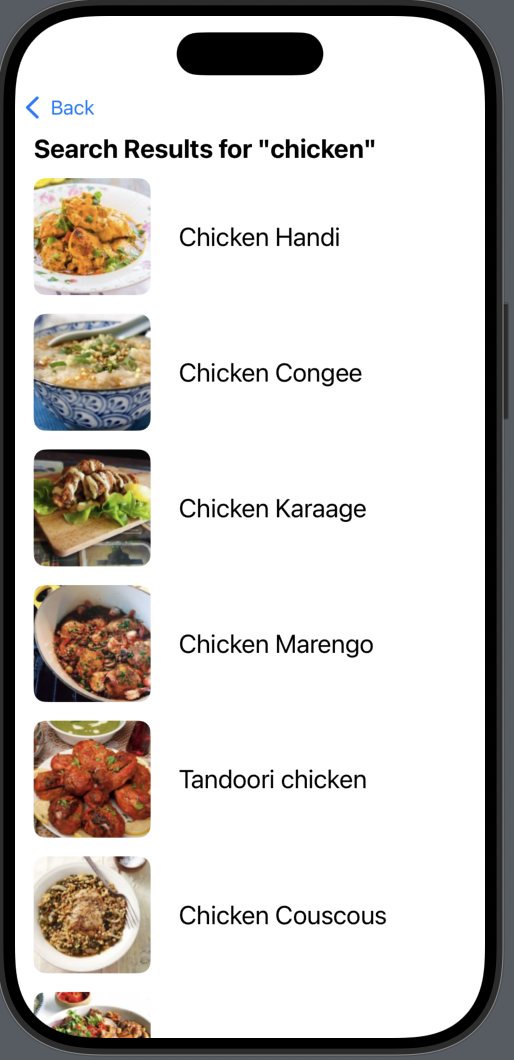 Back
Search Results for "chicken"
Chicken Handi
Chicken Congee
Chicken Karaage
Chicken Marengo
Tandoori chicken
Chicken Couscous